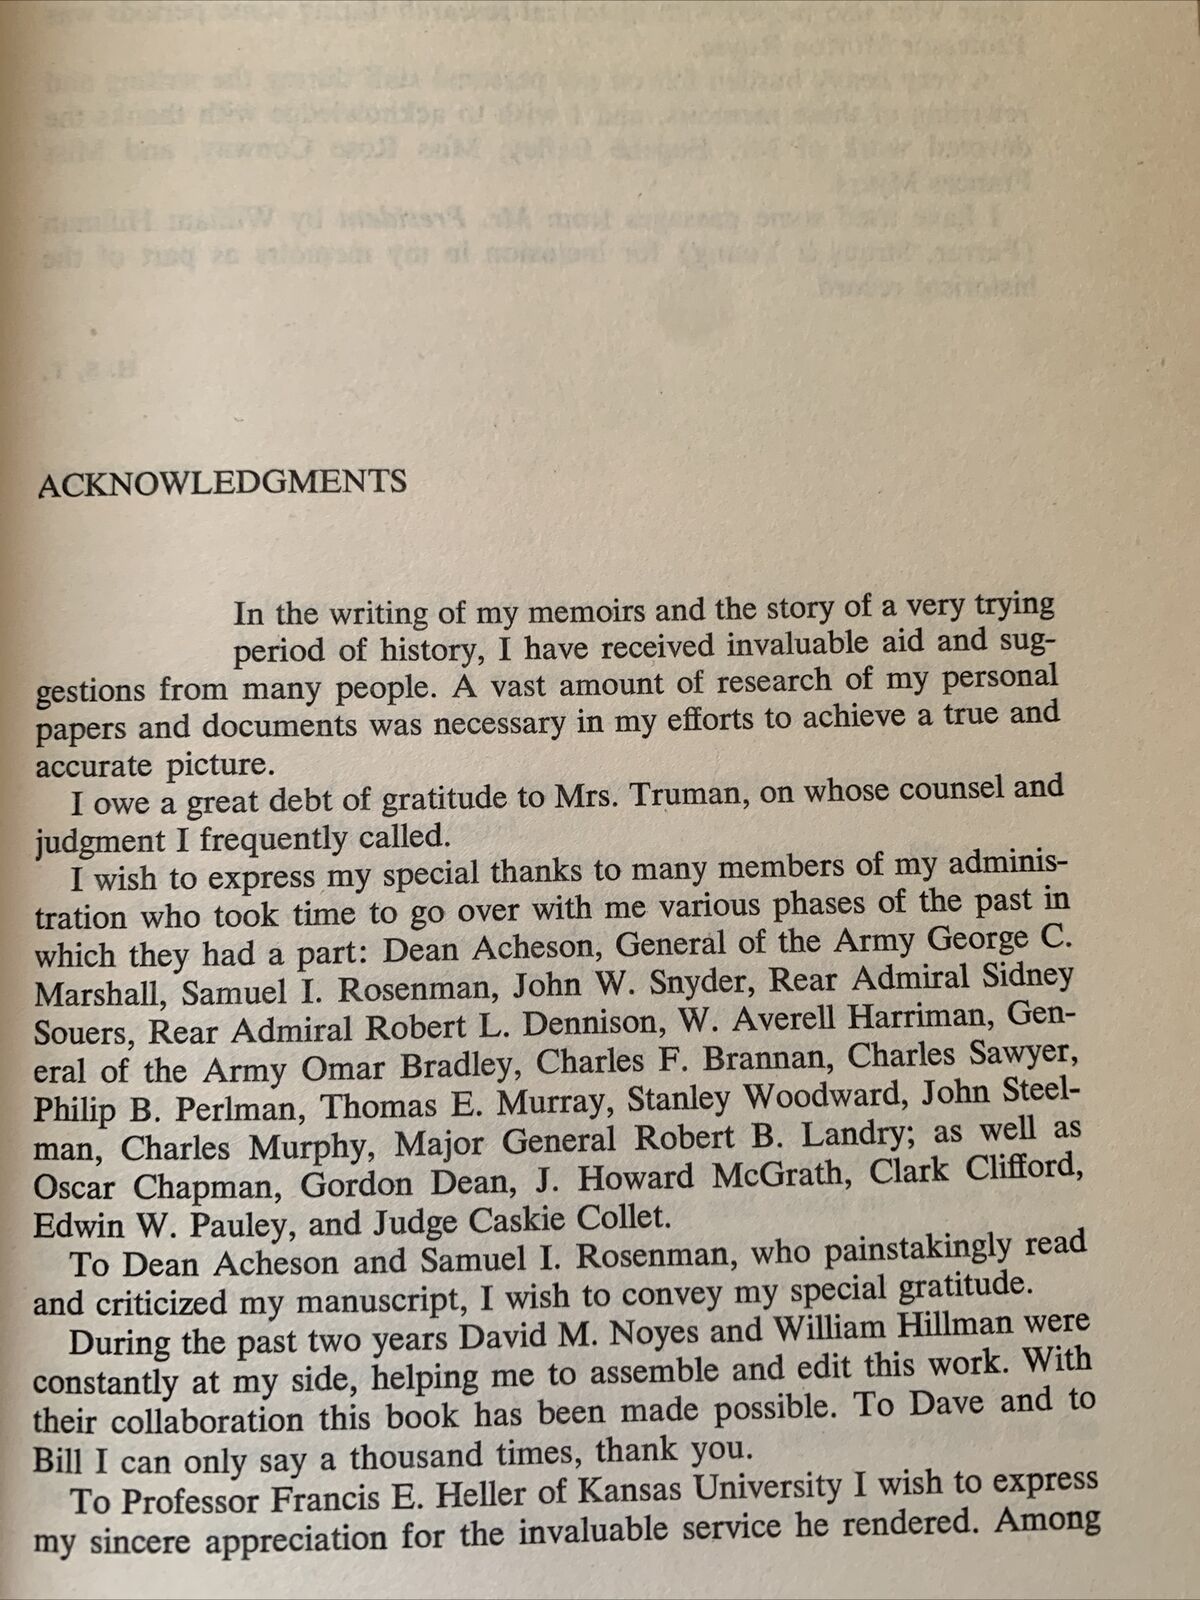 ACKNOWLEDGMENTS
In the writing of my memoirs and the story of a very trying
period of history, I have received invaluable aid and sug-
gestions from many people. A vast amount of research of my personal
papers and documents was necessary in my efforts to achieve a true and
accurate picture.
I owe a great debt of gratitude to Mrs. Truman, on whose counsel and
judgment I frequently called.
I wish to express my special thanks to many members of my adminis-
tration who took time to go over with me various phases of the past in
which they had a part: Dean Acheson, General of the Army George C.
Marshall, Samuel I. Rosenman, John W. Snyder, Rear Admiral Sidney
Souers, Rear Admiral Robert L. Dennison, W. Averell Harriman, Gen-
eral of the Army Omar Bradley, Charles F. Brannan, Charles Sawyer,
Philip B. Perlman, Thomas E. Murray, Stanley Woodward, John Steel-
man, Charles Murphy, Major General Robert B. Landry; as well as
Oscar Chapman, Gordon Dean, J. Howard McGrath, Clark Clifford,
Edwin W. Pauley, and Judge Caskie Collet.
To Dean Acheson and Samuel I. Rosenman, who painstakingly read
and criticized my manuscript, I wish to convey my special gratitude.
During the past two years David M. Noyes and William Hillman were
constantly at my side, helping me to assemble and edit this work. With
their collaboration this book has been made possible. To Dave and to
Bill I can only say a thousand times, thank you.
To Professor Francis E. Heller of Kansas University I wish to express
my sincere appreciation for the invaluable service he rendered. Among